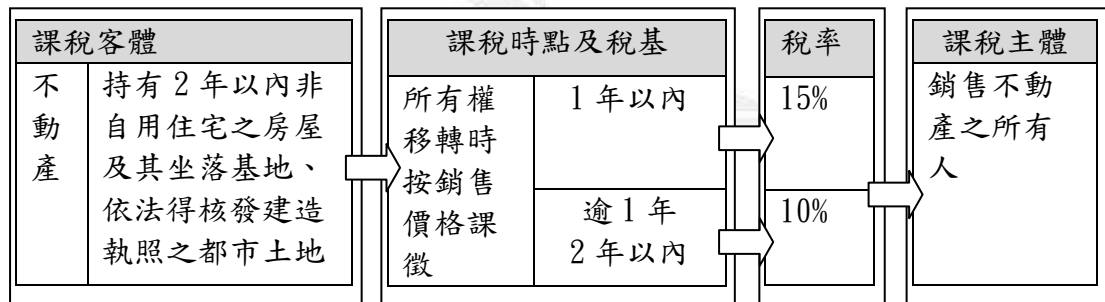 課稅客體
不動產
持有 2 年以內非
自用住宅之房屋
及其坐落基地、
依法得核發建造
執照之都市土地
課稅時點及稅基
所有權
移轉時
按銷售
價格課
徵
1 年以內
逾 1 年
2 年以內
稅率
15%
10%
課稅主體
銷售不動
產之所有
人